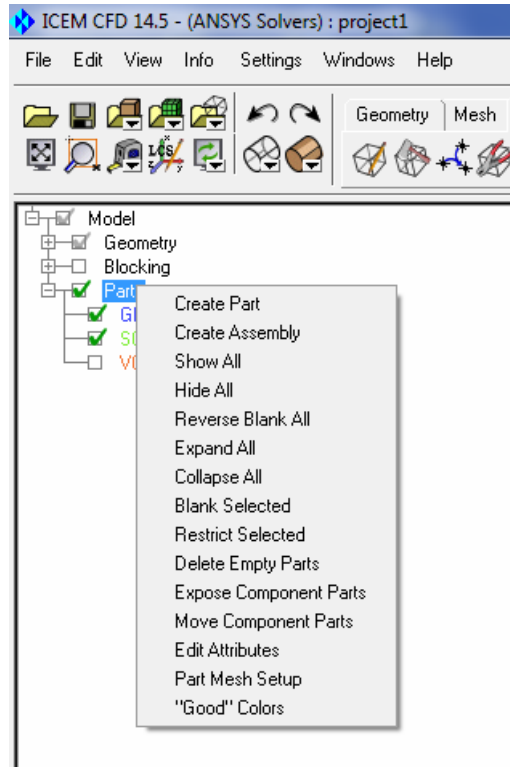 ICEM CFD 14.5 - (ANSYS Solvers) : project1
File Edit View Info Settings Windows Help
Geometry Mesh
LCS
Model
Geometry
Blocking
Part
Create Part
Create Assembly
Show All
Hide All
Reverse Blank All
Expand All
Collapse All
Blank Selected
Restrict Selected
Delete Empty Parts
Expose Component Parts
Move Component Parts
Edit Attributes
Part Mesh Setup
"Good" Colors